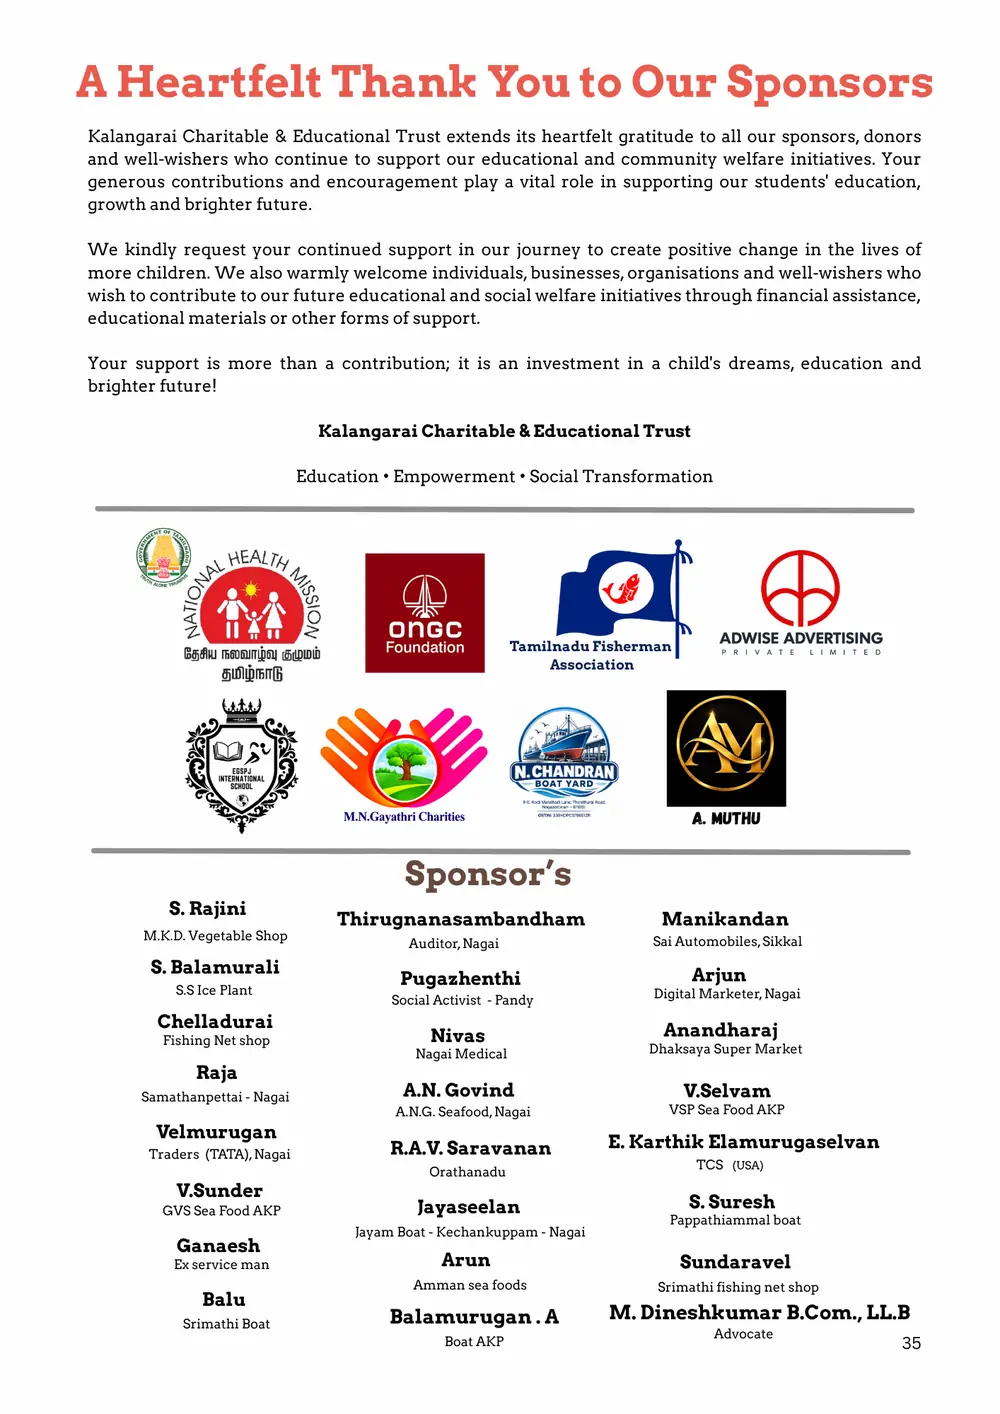 A Heartfelt Thank You to Our Sponsors
Kalangarai Charitable & Educational Trust extends its heartfelt gratitude to all our sponsors, donors
and well-wishers who continue to support our educational and community welfare initiatives. Your
generous contributions and encouragement play a vital role in supporting our students' education,
growth and brighter future.
We kindly request your continued support in our journey to create positive change in the lives of
more children. We also warmly welcome individuals, businesses, organisations and well-wishers who
wish to contribute to our future educational and social welfare initiatives through financial assistance,
educational materials or other forms of support.
Your support is more than a contribution; it is an investment in a child's dreams, education and
brighter future!
Kalangarai Charitable & Educational Trust
Education • Empowerment • Social Transformation
GOVERNMENT OF TAMILNADU
TRUTH ALONE TRIUMPHS
NATIONAL HEALTH MISSION
தேசிய நலவாழ்வு குழுமம்
தமிழ்நாடு
ONGC
Foundation
Tamilnadu Fisherman
Association
ADWISE ADVERTISING
PRIVATE LIMITED
EGSPJ
INTERNATIONAL
SCHOOL
M.N.Gayathri Charities
N. CHANDRAN
BOAT YARD
AM
A. MUTHU
Sponsor's
S. Rajini
M.K.D. Vegetable Shop
S. Balamurali
S.S Ice Plant
Chelladurai
Fishing Net shop
Raja
Samathanpettai - Nagai
Velmurugan
Traders (TATA), Nagai
V.Sunder
GVS Sea Food AKP
Ganaesh
Ex service man
Balu
Srimathi Boat
Thirugnanasambandham
Auditor, Nagai
Pugazhenthi
Social Activist - Pandy
Nivas
Nagai Medical
A.N. Govind
A.N.G. Seafood, Nagai
R.A.V. Saravanan
Orathanadu
Jayaseelan
Jayam Boat - Kechankuppam - Nagai
Arun
Amman sea foods
Balamurugan . A
Boat AKP
Manikandan
Sai Automobiles, Sikkal
Arjun
Digital Marketer, Nagai
Anandharaj
Dhaksaya Super Market
V.Selvam
VSP Sea Food AKP
E. Karthik Elamurugaselvan
TCS (USA)
S. Suresh
Pappathiammal boat
Sundaravel
Srimathi fishing net shop
M. Dineshkumar B.Com., LL.B
Advocate
35